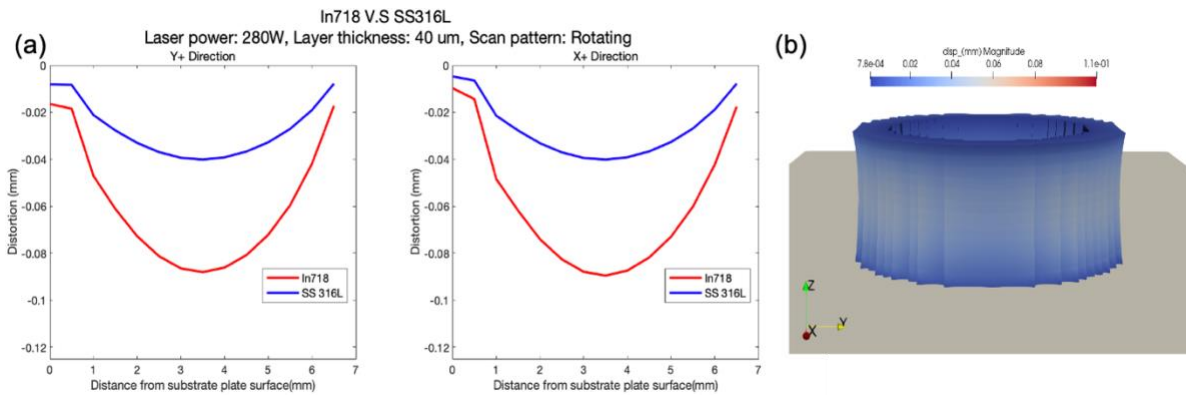 In718 V.S SS316L
Laser power: 280W, Layer thickness: 40 um, Scan pattern: Rotating
(a)
Y+ Direction
0
-0.02
-0.04
-0.06
-0.08
-0.1
-0.12
Distortion (mm)
In718
SS 316L
0 1 2 3 4 5 6 7
Distance from substrate plate surface(mm)
X+ Direction
0
-0.02
-0.04
-0.06
-0.08
-0.1
-0.12
Distortion (mm)
In718
SS 316L
0 1 2 3 4 5 6 7
Distance from substrate plate surface(mm)
(b)
disp_(mm) Magnitude
7.8e-04 0.02 0.04 0.06 0.08 1.1e-01
Z
X
Y